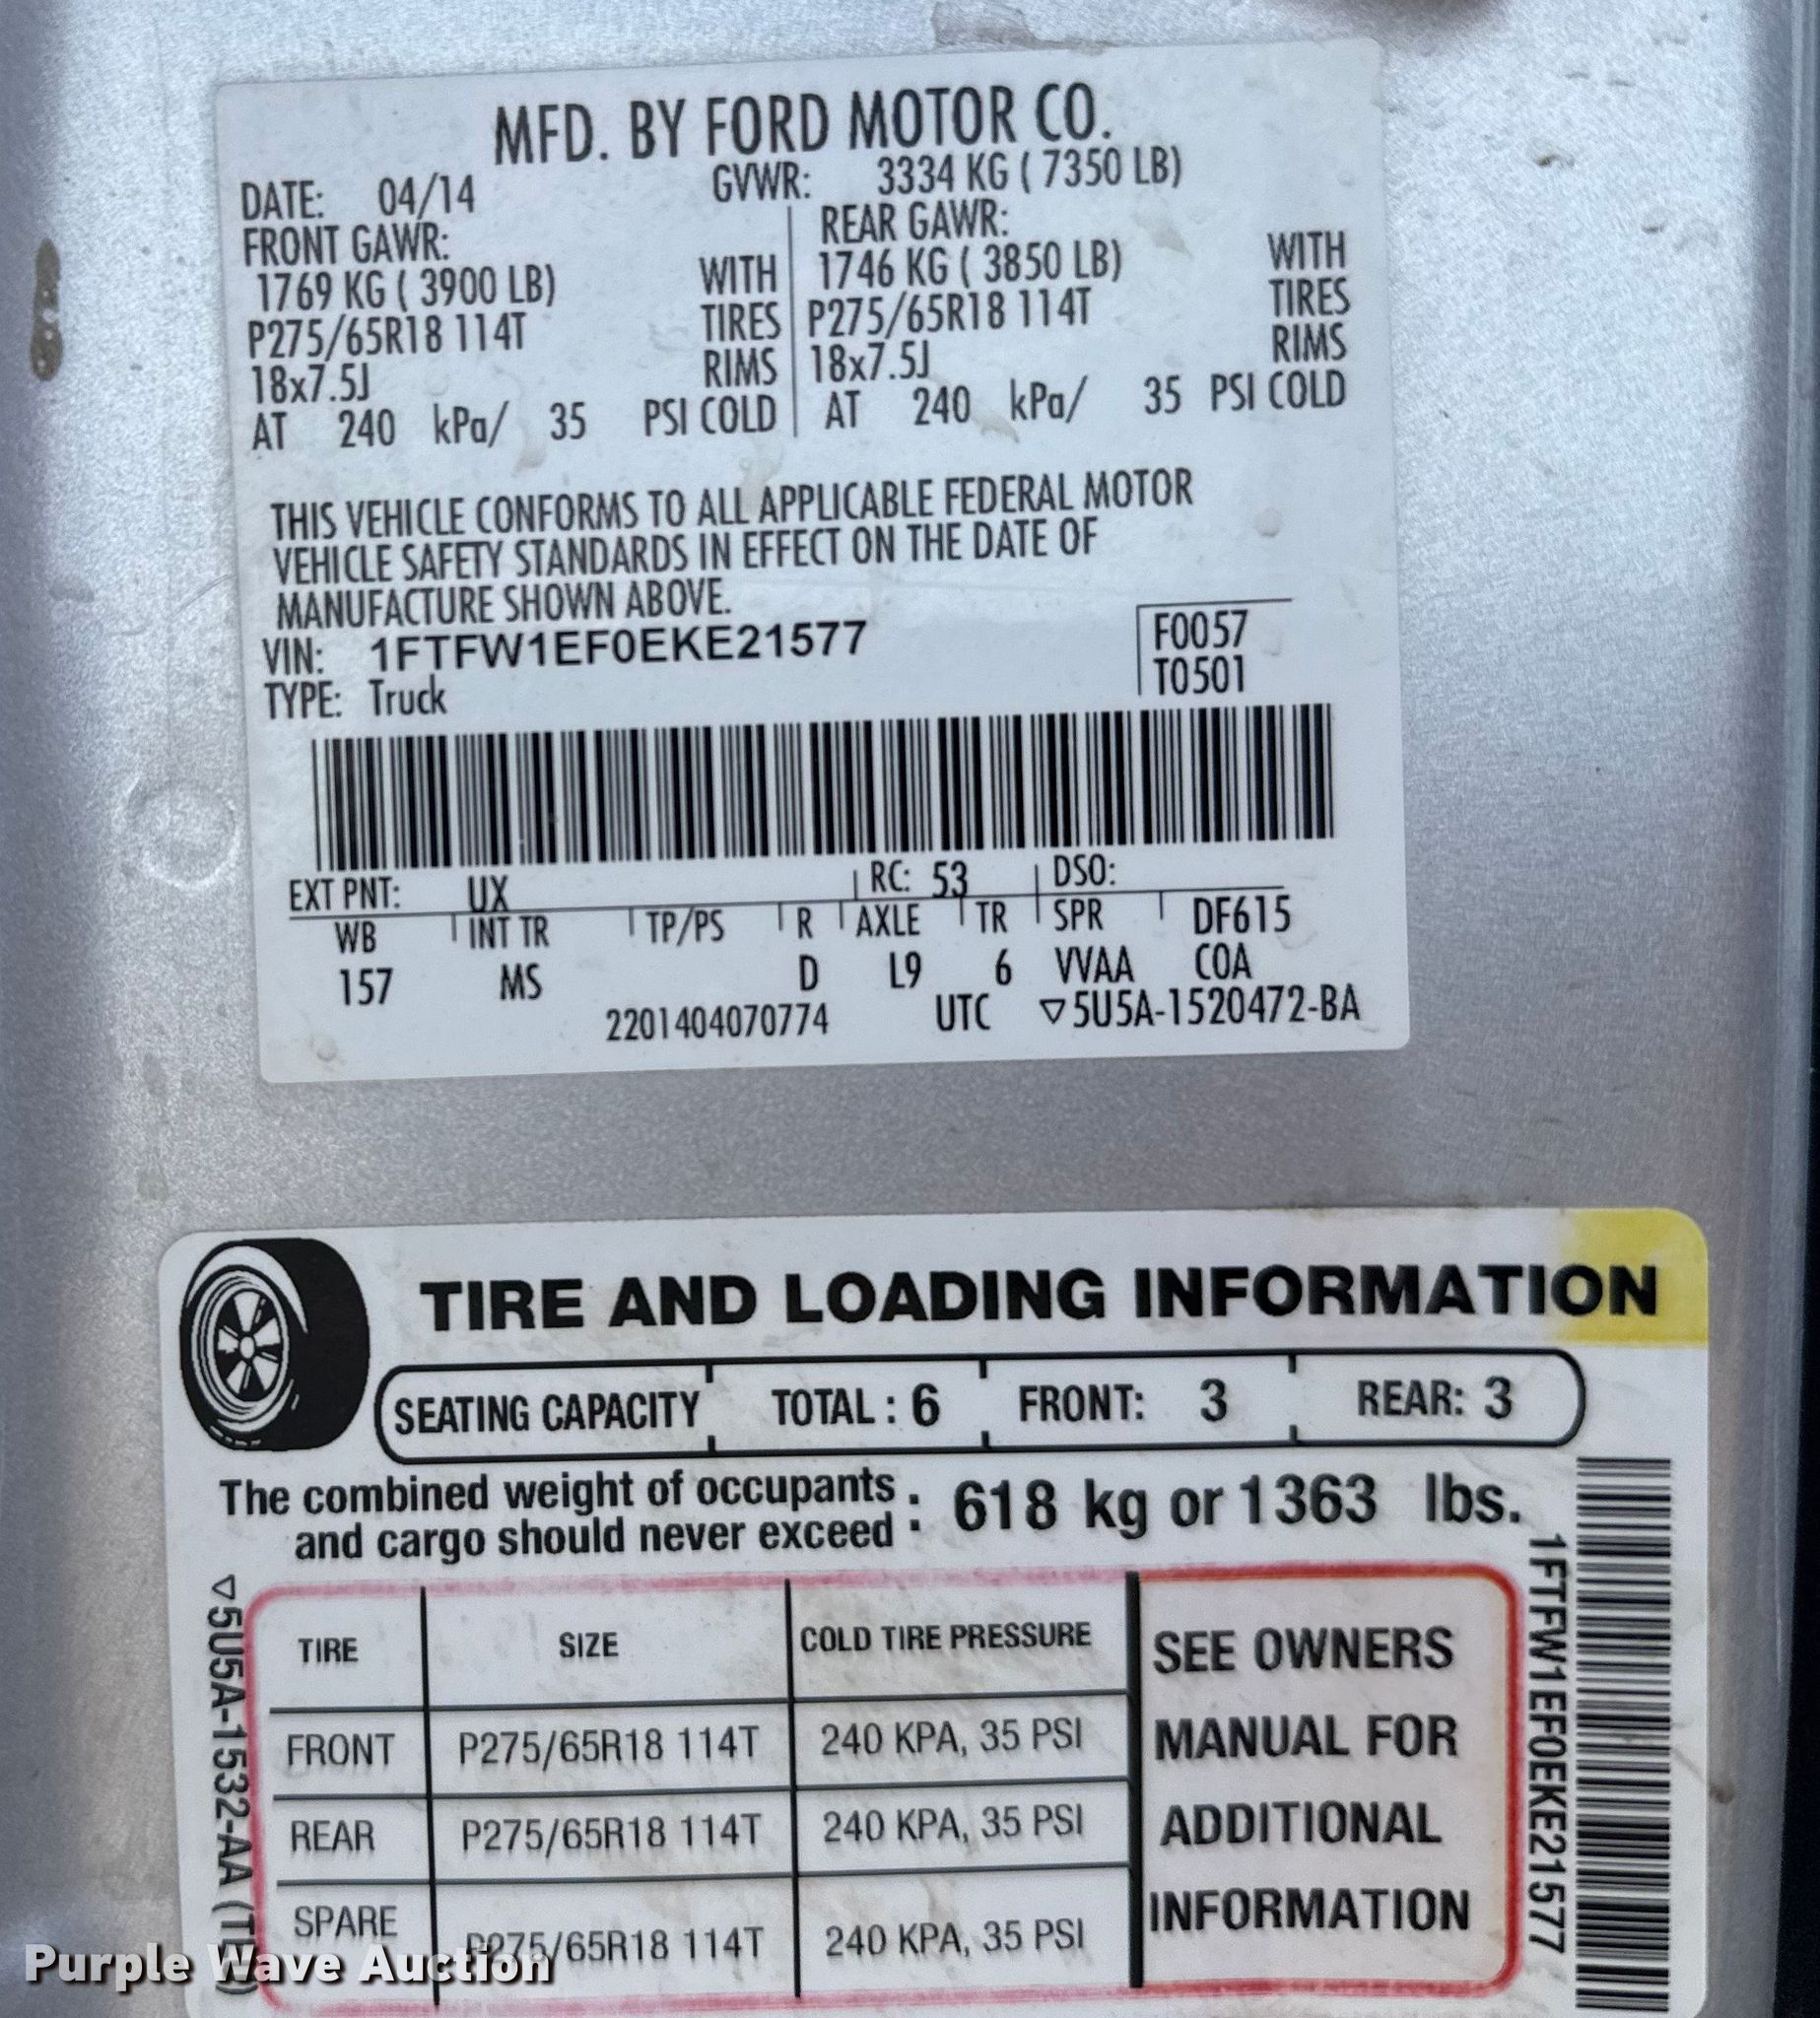 MFD. BY FORD MOTOR CO.
DATE: 04/14 GVWR: 3334 KG ( 7350 LB)
FRONT GAWR: REAR GAWR:
1769 KG ( 3900 LB) WITH 1746 KG ( 3850 LB) WITH
P275/65R18 114T TIRES P275/65R18 114T TIRES
18x7.5J RIMS 18x7.5J RIMS
AT 240 kPa/ 35 PSI COLD AT 240 kPa/ 35 PSI COLD
THIS VEHICLE CONFORMS TO ALL APPLICABLE FEDERAL MOTOR
VEHICLE SAFETY STANDARDS IN EFFECT ON THE DATE OF
MANUFACTURE SHOWN ABOVE.
VIN: 1FTFW1EF0EKE21577 F0057
TYPE: Truck T0501
EXT PNT: UX RC: 53 DSO:
WB INT TR TP/PS R AXLE TR SPR DF615
157 MS D L9 6 VVAA COA
2201404070774 UTC ▽5U5A-1520472-BA
TIRE AND LOADING INFORMATION
SEATING CAPACITY TOTAL : 6 FRONT: 3 REAR: 3
The combined weight of occupants
and cargo should never exceed : 618 kg or 1363 lbs.
TIRE SIZE COLD TIRE PRESSURE
FRONT P275/65R18 114T 240 KPA, 35 PSI
REAR P275/65R18 114T 240 KPA, 35 PSI
SPARE P275/65R18 114T 240 KPA, 35 PSI
SEE OWNERS
MANUAL FOR
ADDITIONAL
INFORMATION
▽5U5A-1532-AA
1FTFW1EF0EKE21577
Purple Wave Auction